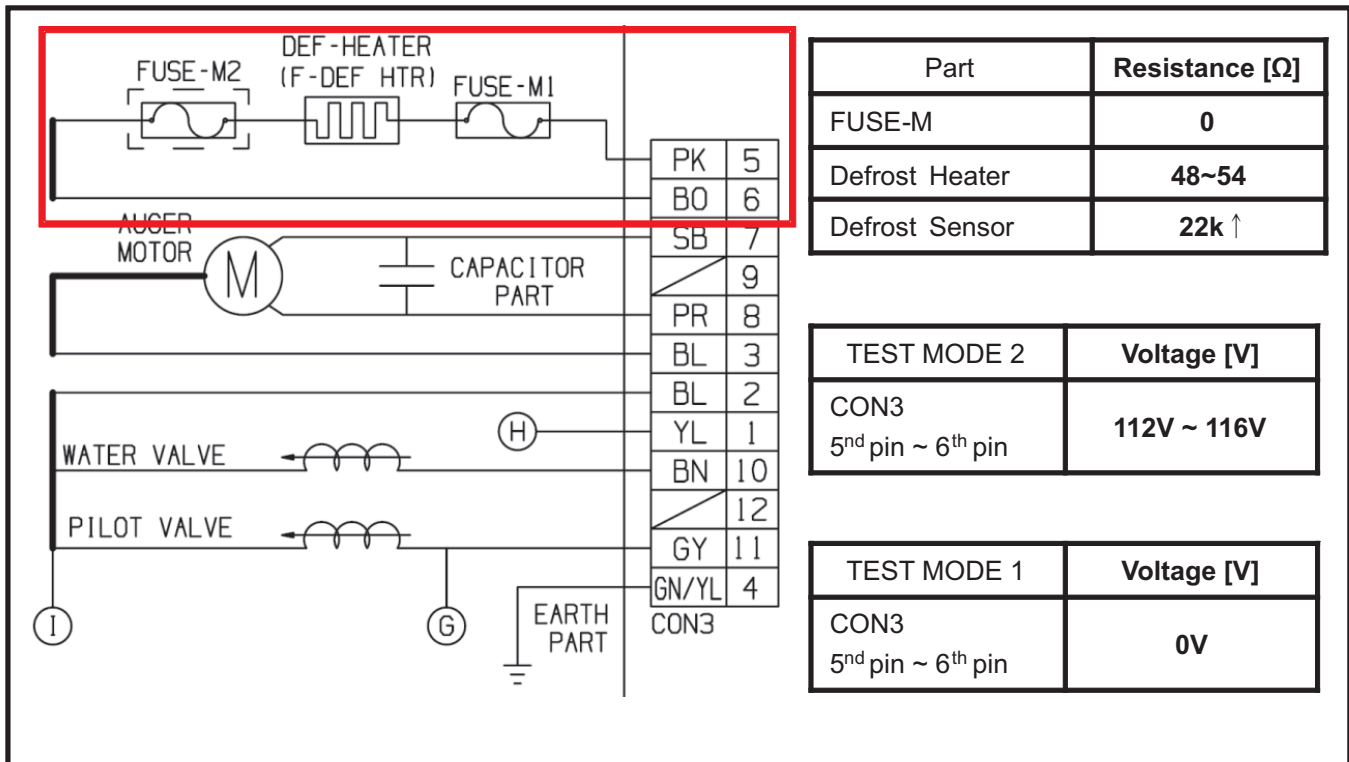 DEF-HEATER
FUSE-M2
(F-DEF HTR)
FUSE-M1
PK 5
BO 6
AUGER
MOTOR
M
CAPACITOR
PART
SB 7
9
PR 8
BL 3
BL 2
H
YL 1
WATER VALVE
BN 10
12
PILOT VALVE
GY 11
GN/YL 4
I
G
EARTH
PART
CON3
Part Resistance [Ω]
FUSE-M 0
Defrost Heater 48~54
Defrost Sensor 22k ↑
TEST MODE 2 Voltage [V]
CON3
5nd pin ~ 6th pin
112V ~ 116V
TEST MODE 1 Voltage [V]
CON3
5nd pin ~ 6th pin
0V